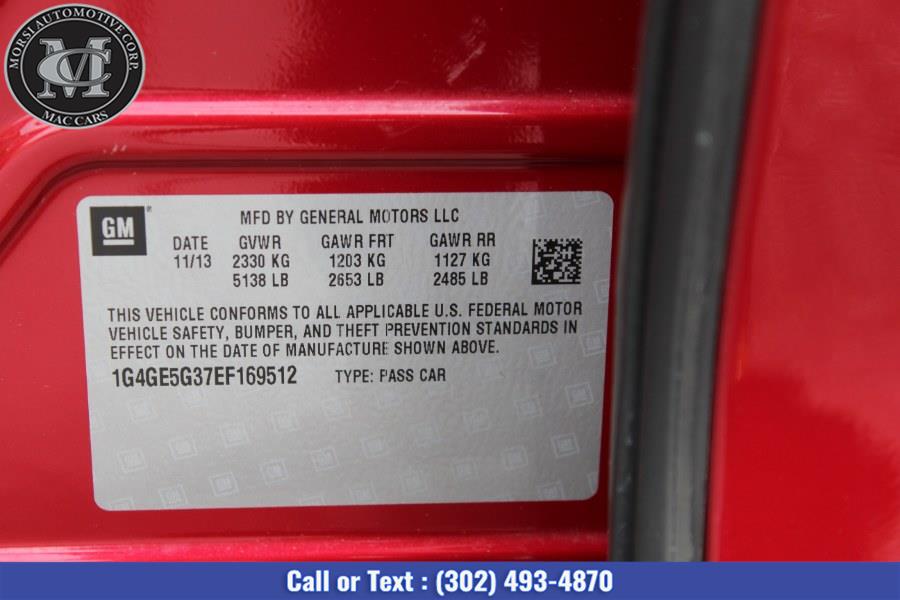 MORSI AUTOMOTIVE CORP.
MC
MAC CARS
GM
MFD BY GENERAL MOTORS LLC
DATE GVWR GAWR FRT GAWR RR
11/13 2330 KG 1203 KG 1127 KG
5138 LB 2653 LB 2485 LB
THIS VEHICLE CONFORMS TO ALL APPLICABLE U.S. FEDERAL MOTOR
VEHICLE SAFETY, BUMPER, AND THEFT PREVENTION STANDARDS IN
EFFECT ON THE DATE OF MANUFACTURE SHOWN ABOVE.
1G4GE5G37EF169512 TYPE: PASS CAR
Call or Text : (302) 493-4870